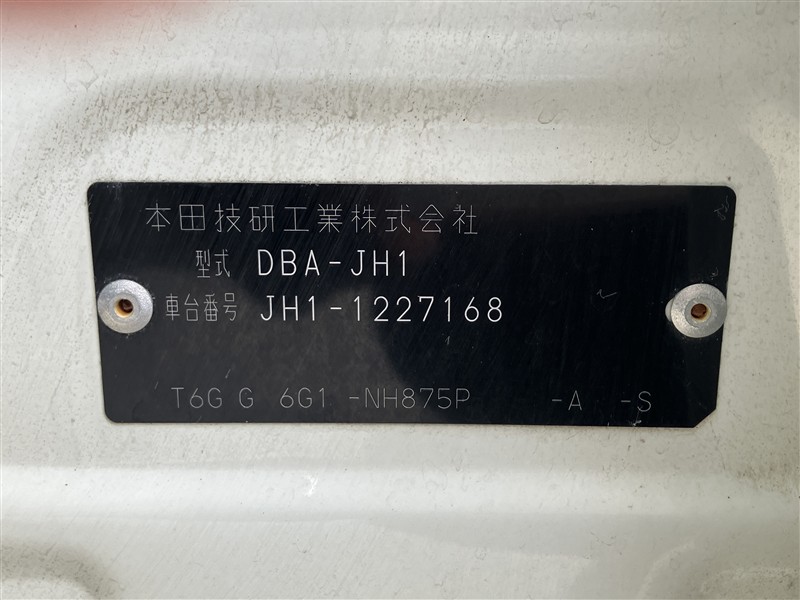 本田技研工業株式会社
型式 DBA-JH1
車台番号 JH1-1227168
T6G G 6G1 -NH875P -A -S